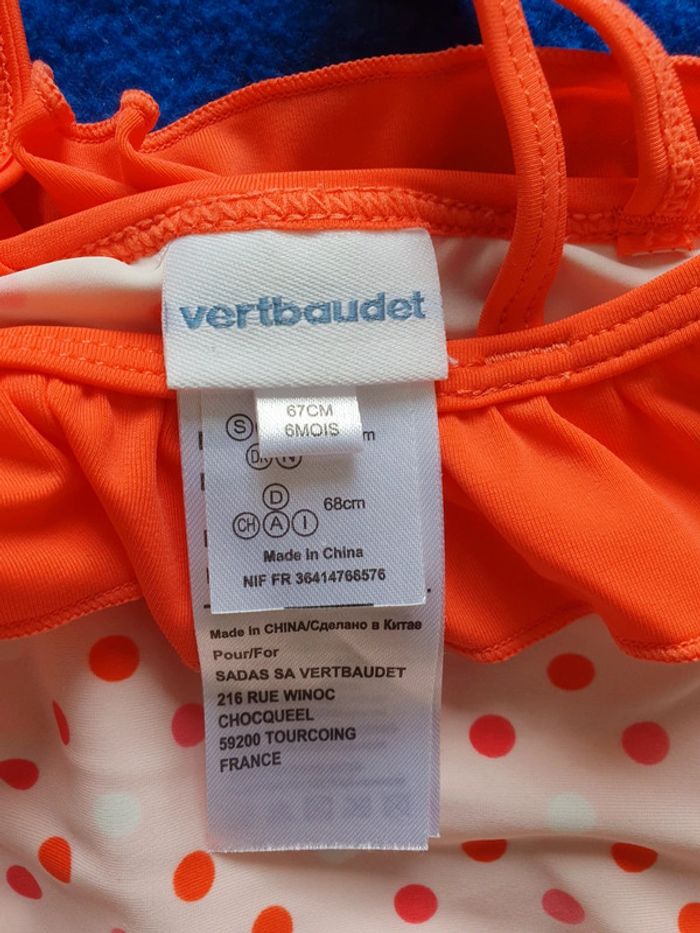 vertbaudet
67CM
6MOIS
S
m
DK N
D
68cm
CH A I
Made in China
NIF FR 36414766576
Made in CHINA/Сделано в Китае
Pour/For
SADAS SA VERTBAUDET
216 RUE WINOC
CHOCQUEEL
59200 TOURCOING
FRANCE